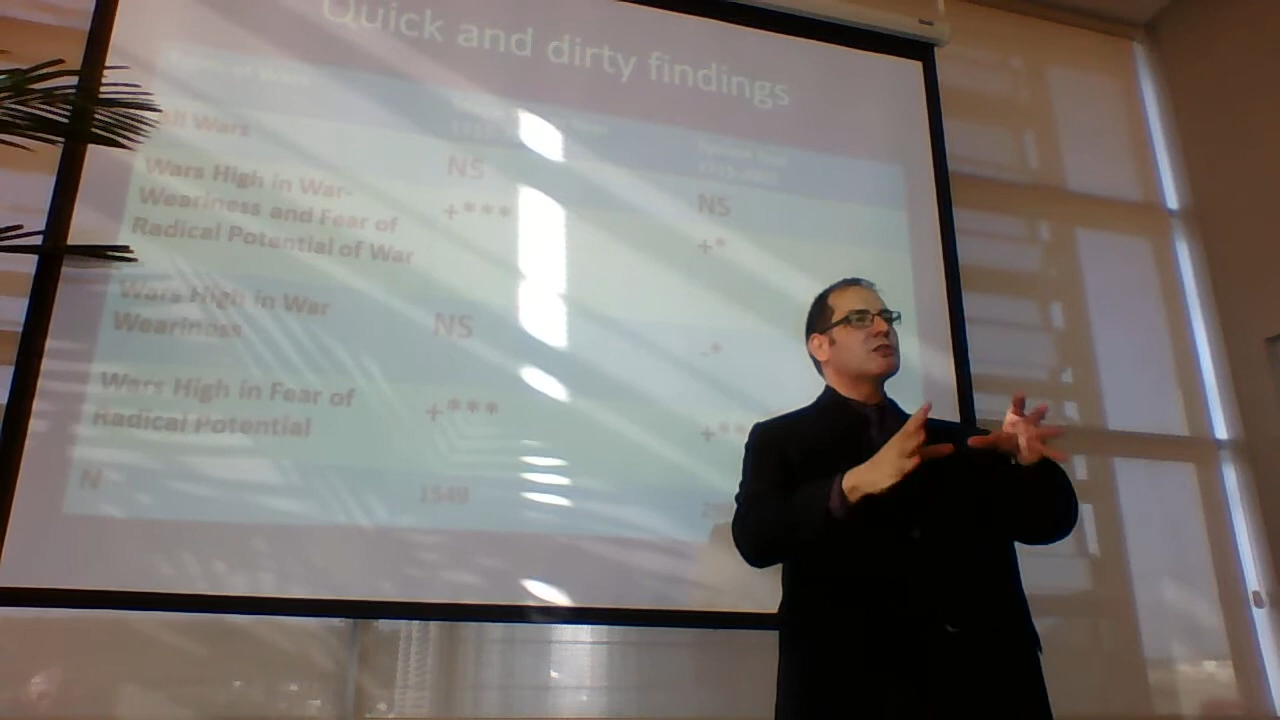 Quick and dirty findings
All Wars
NS
NS
Wars High in War-
Weariness and Fear of
Radical Potential of War
+***
+*
Wars High in War
Weariness
NS
-*
Wars High in Fear of
Radical Potential
+***
+**
N
1549